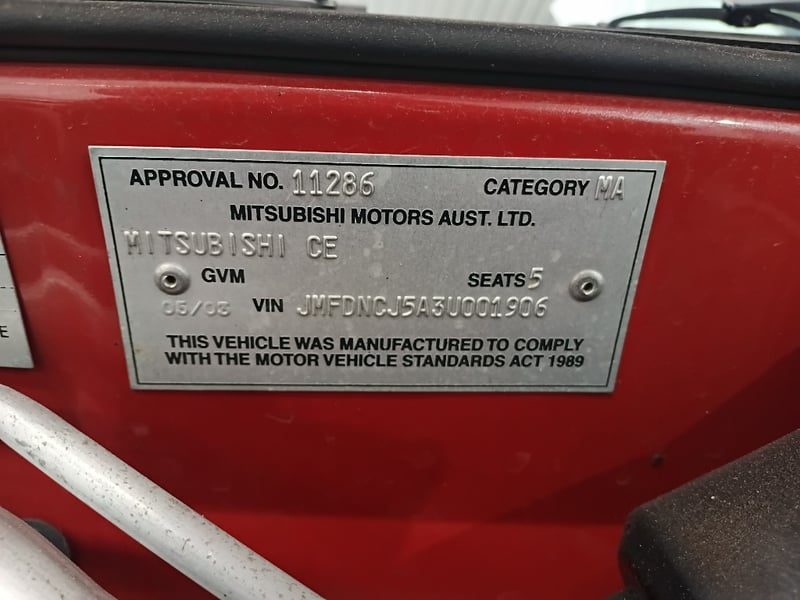 APPROVAL NO. 11286 CATEGORY MA
MITSUBISHI MOTORS AUST. LTD.
MITSUBISHI CE
GVM SEATS 5
05/03 VIN JMFDNCJ5A3U001906
THIS VEHICLE WAS MANUFACTURED TO COMPLY
WITH THE MOTOR VEHICLE STANDARDS ACT 1989
E